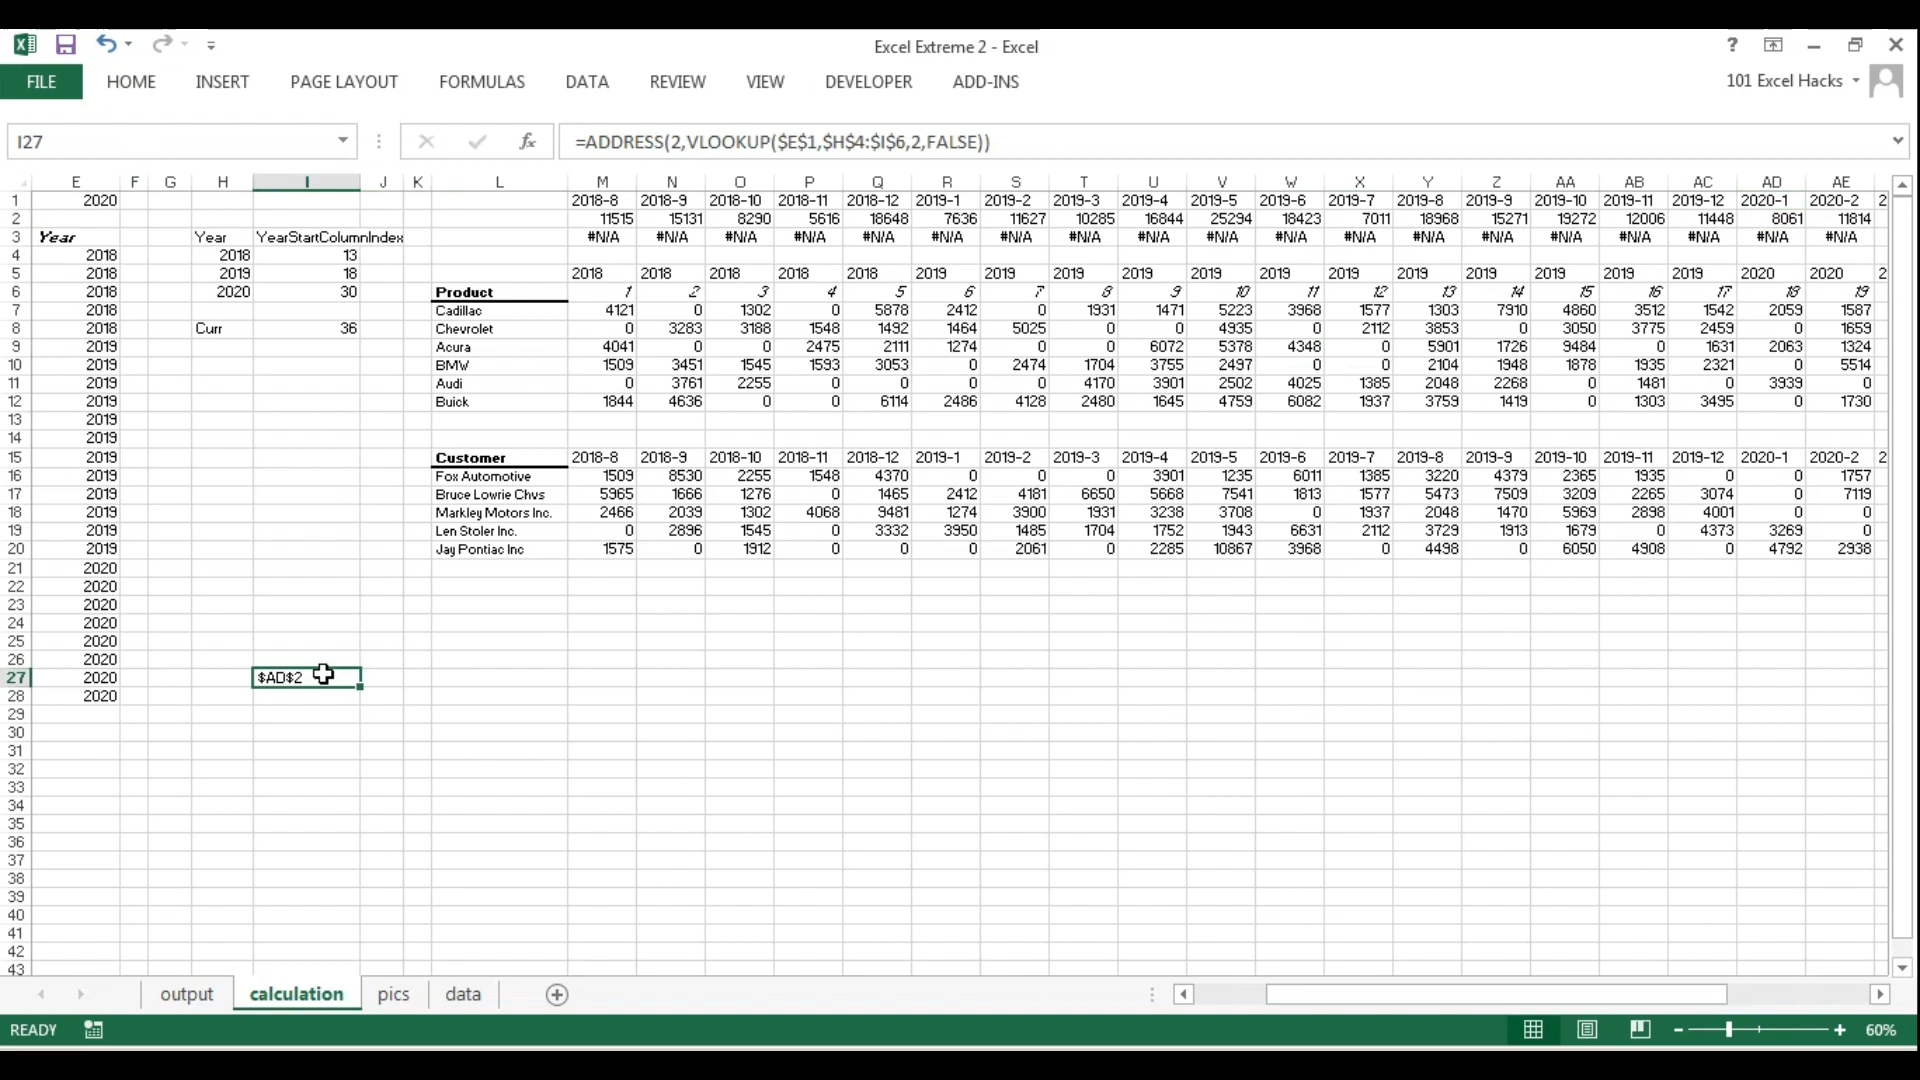 Excel Extreme 2 - Excel
?
FILE HOME INSERT PAGE LAYOUT FORMULAS DATA REVIEW VIEW DEVELOPER ADD-INS 101 Excel Hacks
I27 fx =ADDRESS(2,VLOOKUP($E$1,$H$4:$I$6,2,FALSE))
E F G H I J K L M N O P Q R S T U V W X Y Z AA AB AC AD AE
1 2020 2018-8 2018-9 2018-10 2018-11 2018-12 2019-1 2019-2 2019-3 2019-4 2019-5 2019-6 2019-7 2019-8 2019-9 2019-10 2019-11 2019-12 2020-1 2020-2 2
2 11515 15131 8290 5616 18648 7636 11627 10285 16844 25294 18423 7011 18968 15271 19272 12006 11448 8061 11814
3 Year Year YearStartColumnIndex #N/A #N/A #N/A #N/A #N/A #N/A #N/A #N/A #N/A #N/A #N/A #N/A #N/A #N/A #N/A #N/A #N/A #N/A #N/A
4 2018 2018 13
5 2018 2019 18 2018 2018 2018 2018 2018 2019 2019 2019 2019 2019 2019 2019 2019 2019 2019 2019 2019 2020 2020 2
6 2018 2020 30 Product 1 2 3 4 5 6 7 8 9 10 11 12 13 14 15 16 17 18 19
7 2018 Cadillac 4121 0 1302 0 5878 2412 0 1931 1471 5223 3968 1577 1303 7910 4860 3512 1542 2059 1587
8 2018 Curr 36 Chevrolet 0 3283 3188 1548 1492 1464 5025 0 0 4935 0 2112 3853 0 3050 3775 2459 0 1659
9 2019 Acura 4041 0 0 2475 2111 1274 0 0 6072 5378 4348 0 5901 1726 9484 0 1631 2063 1324
10 2019 BMW 1509 3451 1545 1593 3053 0 2474 1704 3755 2497 0 0 2104 1948 1878 1935 2321 0 5514
11 2019 Audi 0 3761 2255 0 0 0 0 4170 3901 2502 4025 1385 2048 2268 0 1481 0 3939 0
12 2019 Buick 1844 4636 0 0 6114 2486 4128 2480 1645 4759 6082 1937 3759 1419 0 1303 3495 0 1730
13 2019
14 2019
15 2019 Customer 2018-8 2018-9 2018-10 2018-11 2018-12 2019-1 2019-2 2019-3 2019-4 2019-5 2019-6 2019-7 2019-8 2019-9 2019-10 2019-11 2019-12 2020-1 2020-2 2
16 2019 Fox Automotive 1509 8530 2255 1548 4370 0 0 0 3901 1235 6011 1385 3220 4379 2365 1935 0 0 1757
17 2019 Bruce Lowrie Chvs 5965 1666 1276 0 1465 2412 4181 6650 5668 7541 1813 1577 5473 7509 3209 2265 3074 0 7119
18 2019 Markley Motors Inc. 2466 2039 1302 4068 9481 1274 3900 1931 3238 3708 0 1937 2048 1470 5969 2898 4001 0 0
19 2019 Len Stoler Inc. 0 2896 1545 0 3332 3950 1485 1704 1752 1943 6631 2112 3729 1913 1679 0 4373 3269 0
20 2019 Jay Pontiac Inc 1575 0 1912 0 0 0 2061 0 2285 10867 3968 0 4498 0 6050 4908 0 4792 2938
21 2020
22 2020
23 2020
24 2020
25 2020
26 2020
27 2020 $AD$2
28 2020
29
30
31
32
33
34
35
36
37
38
39
40
41
42
43
output calculation pics data
READY 60%